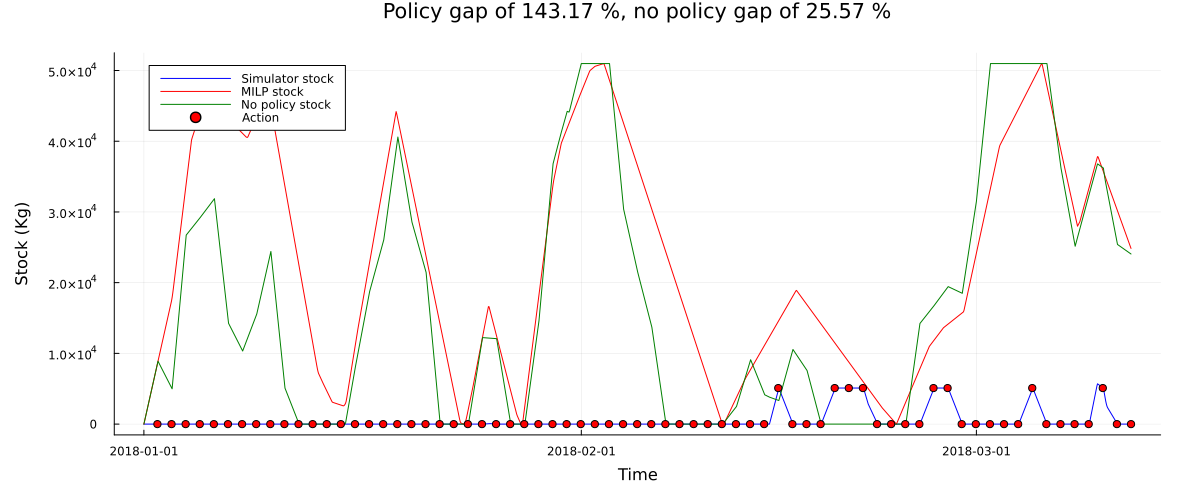 Policy gap of 143.17 %, no policy gap of 25.57 %
Simulator stock
MILP stock
No policy stock
Action
5.0×10⁴
4.0×10⁴
3.0×10⁴
2.0×10⁴
1.0×10⁴
0
Stock (Kg)
2018-01-01
2018-02-01
2018-03-01
Time